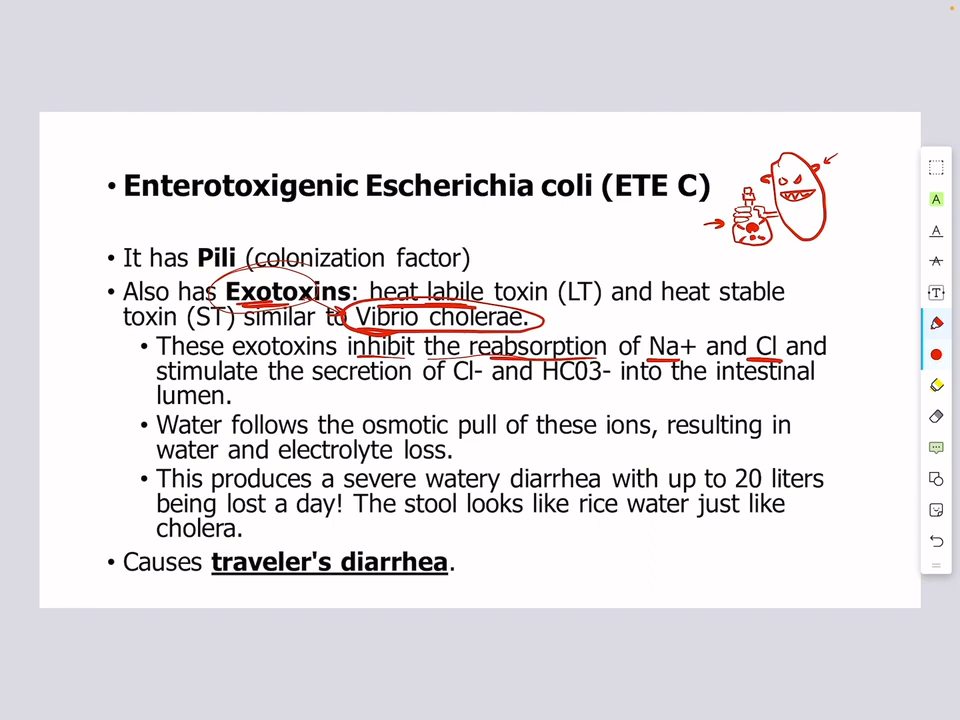 • Enterotoxigenic Escherichia coli (ETE C)
• It has Pili (colonization factor)
• Also has Exotoxins: heat labile toxin (LT) and heat stable
toxin (ST) similar to Vibrio cholerae.
• These exotoxins inhibit the reabsorption of Na+ and Cl and
stimulate the secretion of Cl- and HC03- into the intestinal
lumen.
• Water follows the osmotic pull of these ions, resulting in
water and electrolyte loss.
• This produces a severe watery diarrhea with up to 20 liters
being lost a day! The stool looks like rice water just like
cholera.
• Causes traveler's diarrhea.
A
A
A
T